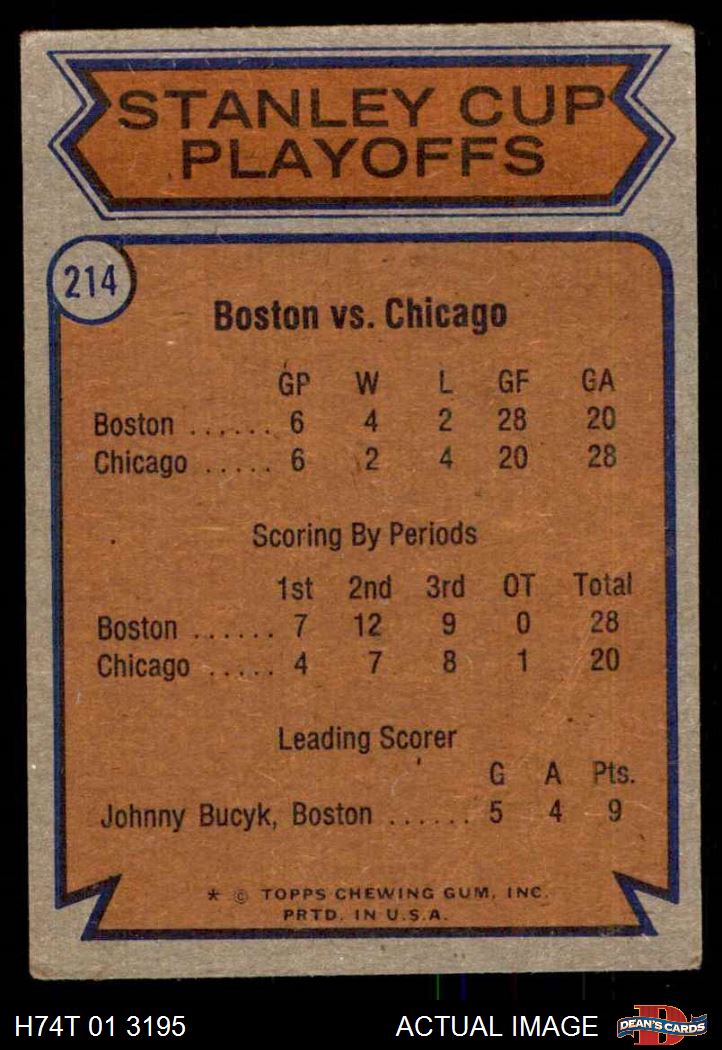 STANLEY CUP
PLAYOFFS
214
Boston vs. Chicago
GP W L GF GA
Boston ...... 6 4 2 28 20
Chicago ..... 6 2 4 20 28
Scoring By Periods
1st 2nd 3rd OT Total
Boston ...... 7 12 9 0 28
Chicago ..... 4 7 8 1 20
Leading Scorer
G A Pts.
Johnny Bucyk, Boston ...... 5 4 9
* © TOPPS CHEWING GUM, INC.
PRTD. IN U.S.A.
H74T 01 3195 ACTUAL IMAGE D DEAN'S CARDS